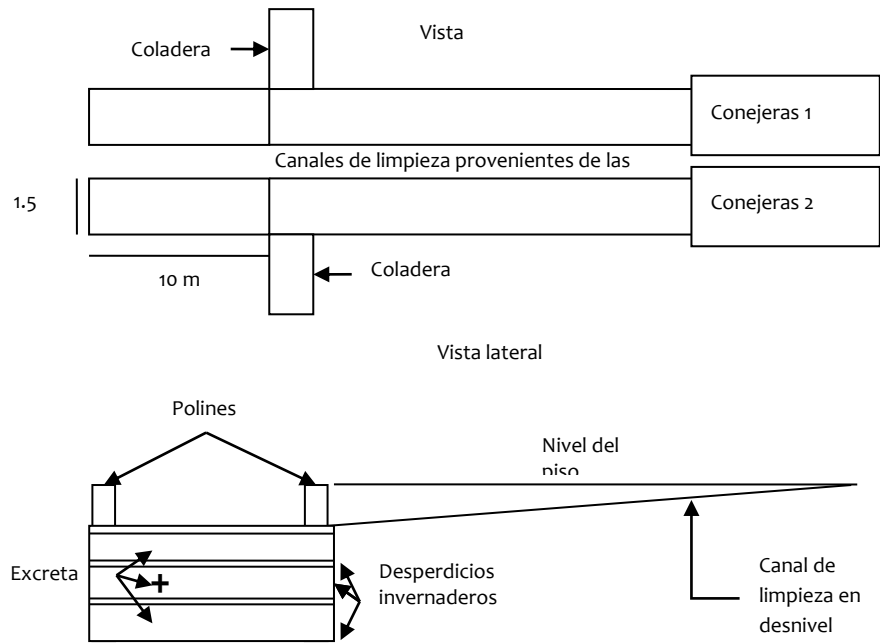 Vista
Coladera
Conejeras 1
Canales de limpieza provenientes de las
1.5
Conejeras 2
10 m
Coladera
Vista lateral
Polines
Nivel del
piso
Excreta
+
Desperdicios
invernaderos
Canal de
limpieza en
desnivel